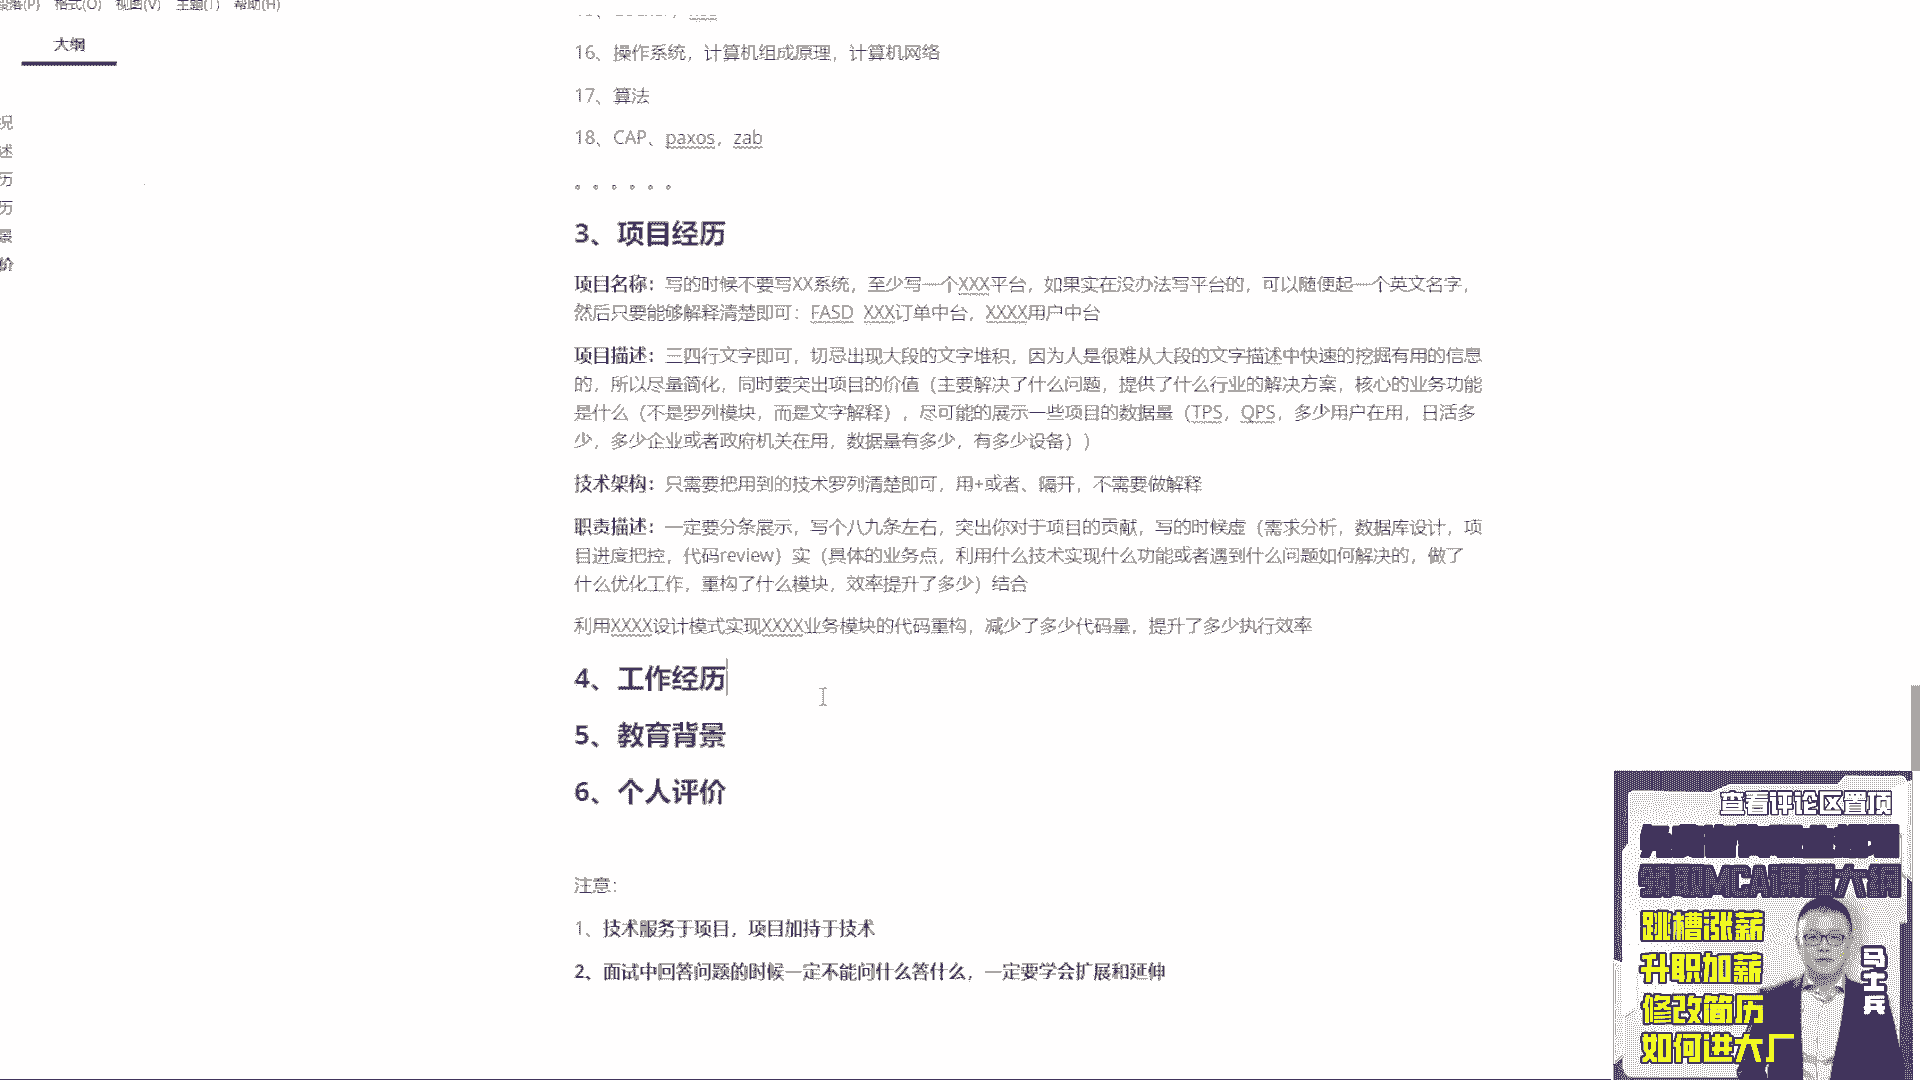 段落(P) 格式(O) 视图(V) 主题(T) 帮助(H)
大纲
况
述
历
历
景
价
16、操作系统，计算机组成原理，计算机网络
17、算法
18、CAP、paxos，zab
。。。。。。
3、项目经历
项目名称：写的时候不要写XX系统，至少写一个XXX平台，如果实在没办法写平台的，可以随便起一个英文名字，
然后只要能够解释清楚即可：FASD XXX订单中台，XXXX用户中台
项目描述：三四行文字即可，切忌出现大段的文字堆积，因为人是很难从大段的文字描述中快速的挖掘有用的信息
的，所以尽量简化，同时要突出项目的价值（主要解决了什么问题，提供了什么行业的解决方案，核心的业务功能
是什么（不是罗列模块，而是文字解释），尽可能的展示一些项目的数据量（TPS，QPS，多少用户在用，日活多
少，多少企业或者政府机关在用，数据量有多少，有多少设备））
技术架构：只需要把用到的技术罗列清楚即可，用+或者、隔开，不需要做解释
职责描述：一定要分条展示，写个八九条左右，突出你对于项目的贡献，写的时候虚（需求分析，数据库设计，项
目进度把控，代码review）实（具体的业务点，利用什么技术实现什么功能或者遇到什么问题如何解决的，做了
什么优化工作，重构了什么模块，效率提升了多少）结合
利用XXXX设计模式实现XXXX业务模块的代码重构，减少了多少代码量，提升了多少执行效率
4、工作经历
5、教育背景
6、个人评价
注意：
1、技术服务于项目，项目加持于技术
2、面试中回答问题的时候一定不能问什么答什么，一定要学会扩展和延伸
查看评论区置顶
领取MCA课程大纲
跳槽涨薪
升职加薪
修改简历
如何进大厂
马士兵